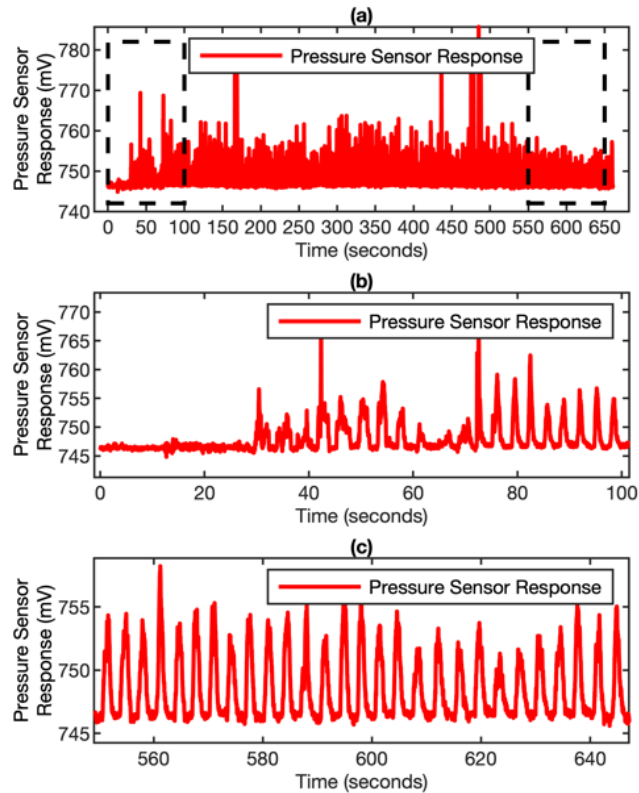 (a)
Pressure Sensor Response
Pressure Sensor
Response (mV)
780
770
760
750
740
0 50 100 150 200 250 300 350 400 450 500 550 600 650
Time (seconds)
(b)
Pressure Sensor Response
Pressure Sensor
Response (mV)
770
765
760
755
750
745
0 20 40 60 80 100
Time (seconds)
(c)
Pressure Sensor Response
Pressure Sensor
Response (mV)
755
750
745
560 580 600 620 640
Time (seconds)